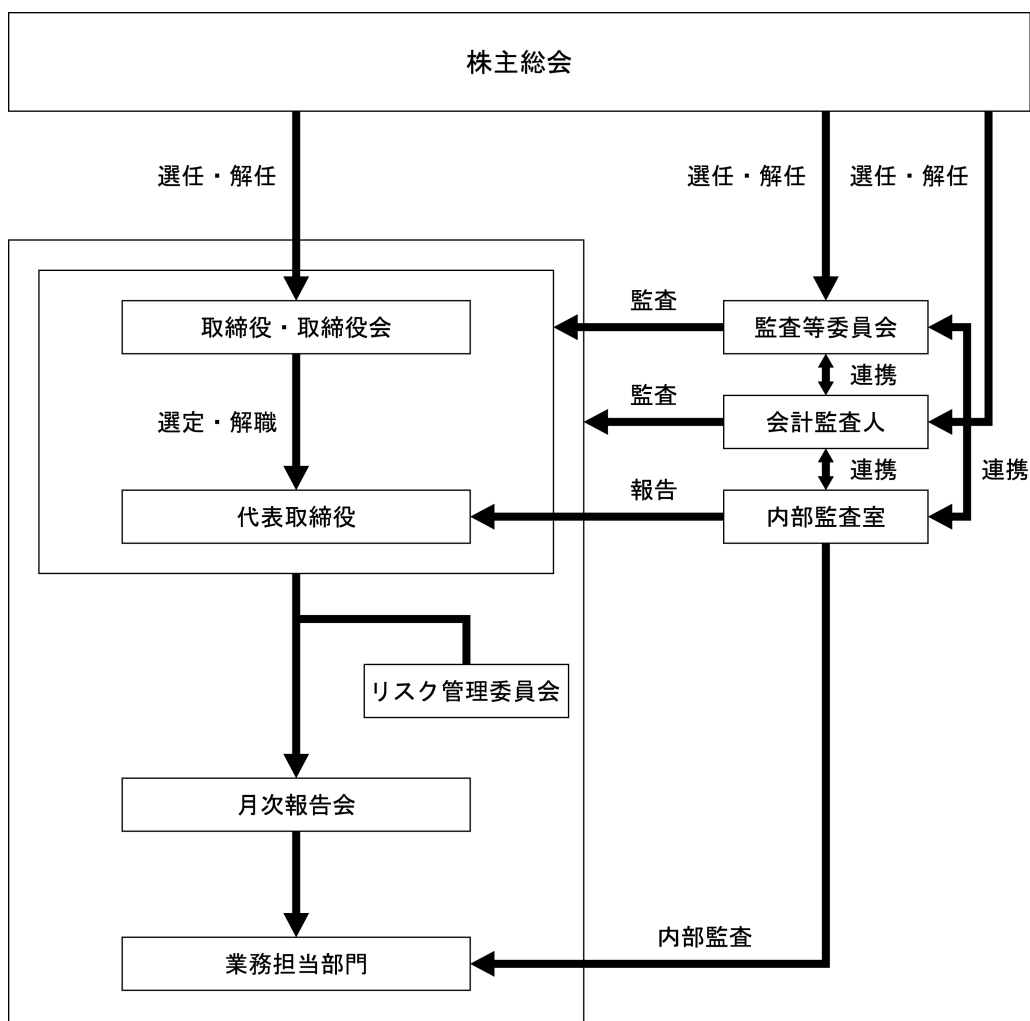 株主総会
選任・解任
選任・解任
選任・解任
取締役・取締役会
監査
監査等委員会
連携
選定・解職
監査
会計監査人
連携
連携
代表取締役
報告
内部監査室
リスク管理委員会
月次報告会
内部監査
業務担当部門